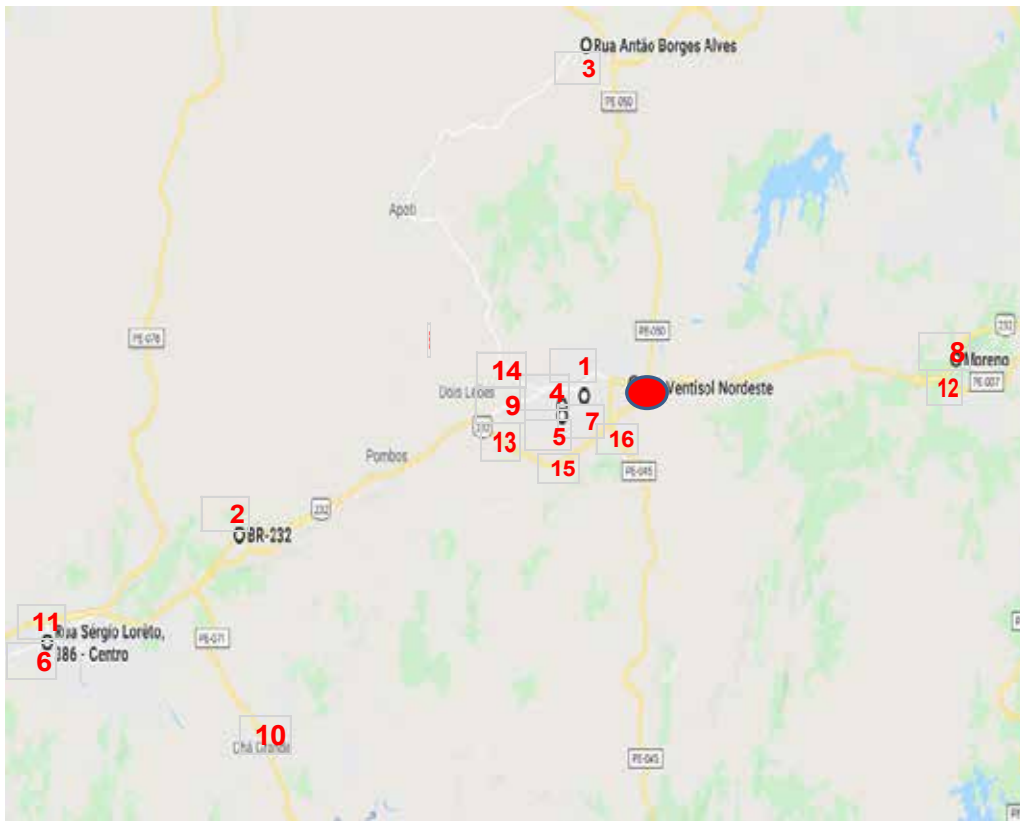 Rua Antão Borges Alves
3
PE-050
Apoti
PE-050
PE-076
232
8
Moreno
PE-007
12
1
14
4
Ventisol Nordeste
Dois Leões
9
7
232
5
13
16
15
Pombos
PE-045
232
2
BR-232
11
Rua Sérgio Lorêto,
386 - Centro
6
PE-071
10
Chã Grande
PE-045